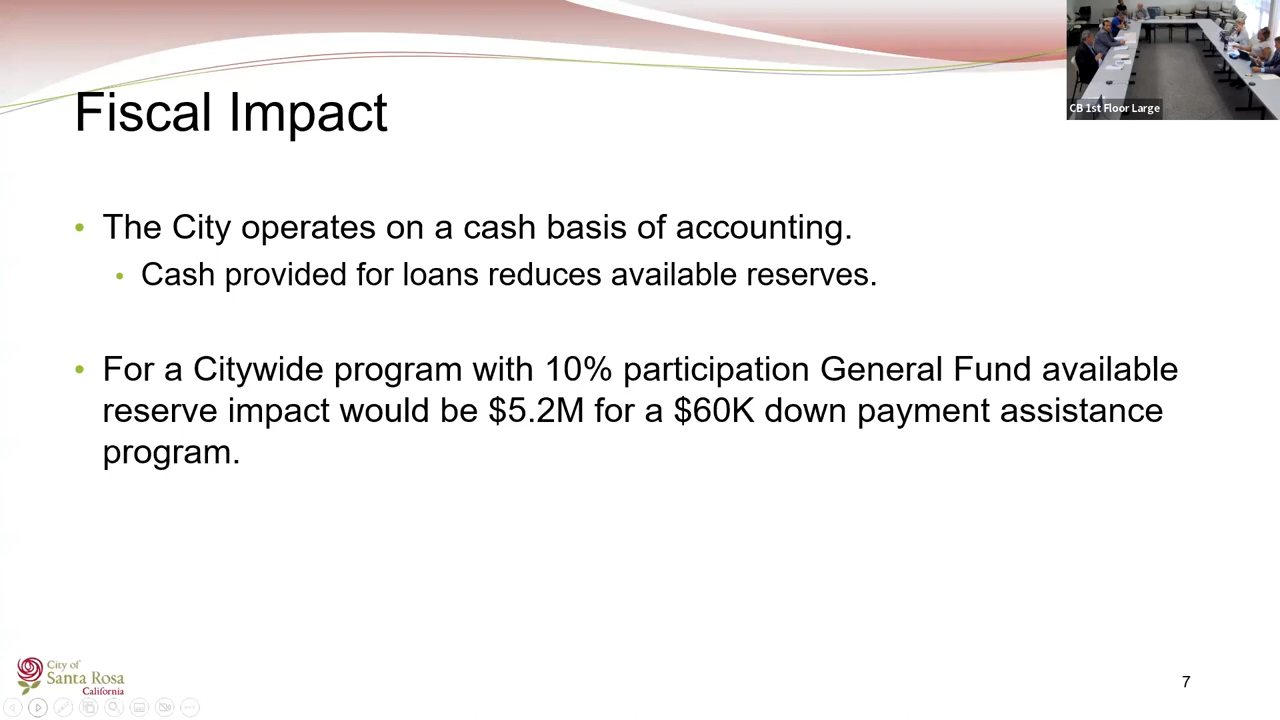 CB 1st Floor Large
Fiscal Impact
• The City operates on a cash basis of accounting.
• Cash provided for loans reduces available reserves.
• For a Citywide program with 10% participation General Fund available
reserve impact would be $5.2M for a $60K down payment assistance
program.
City of
Santa Rosa
California
7